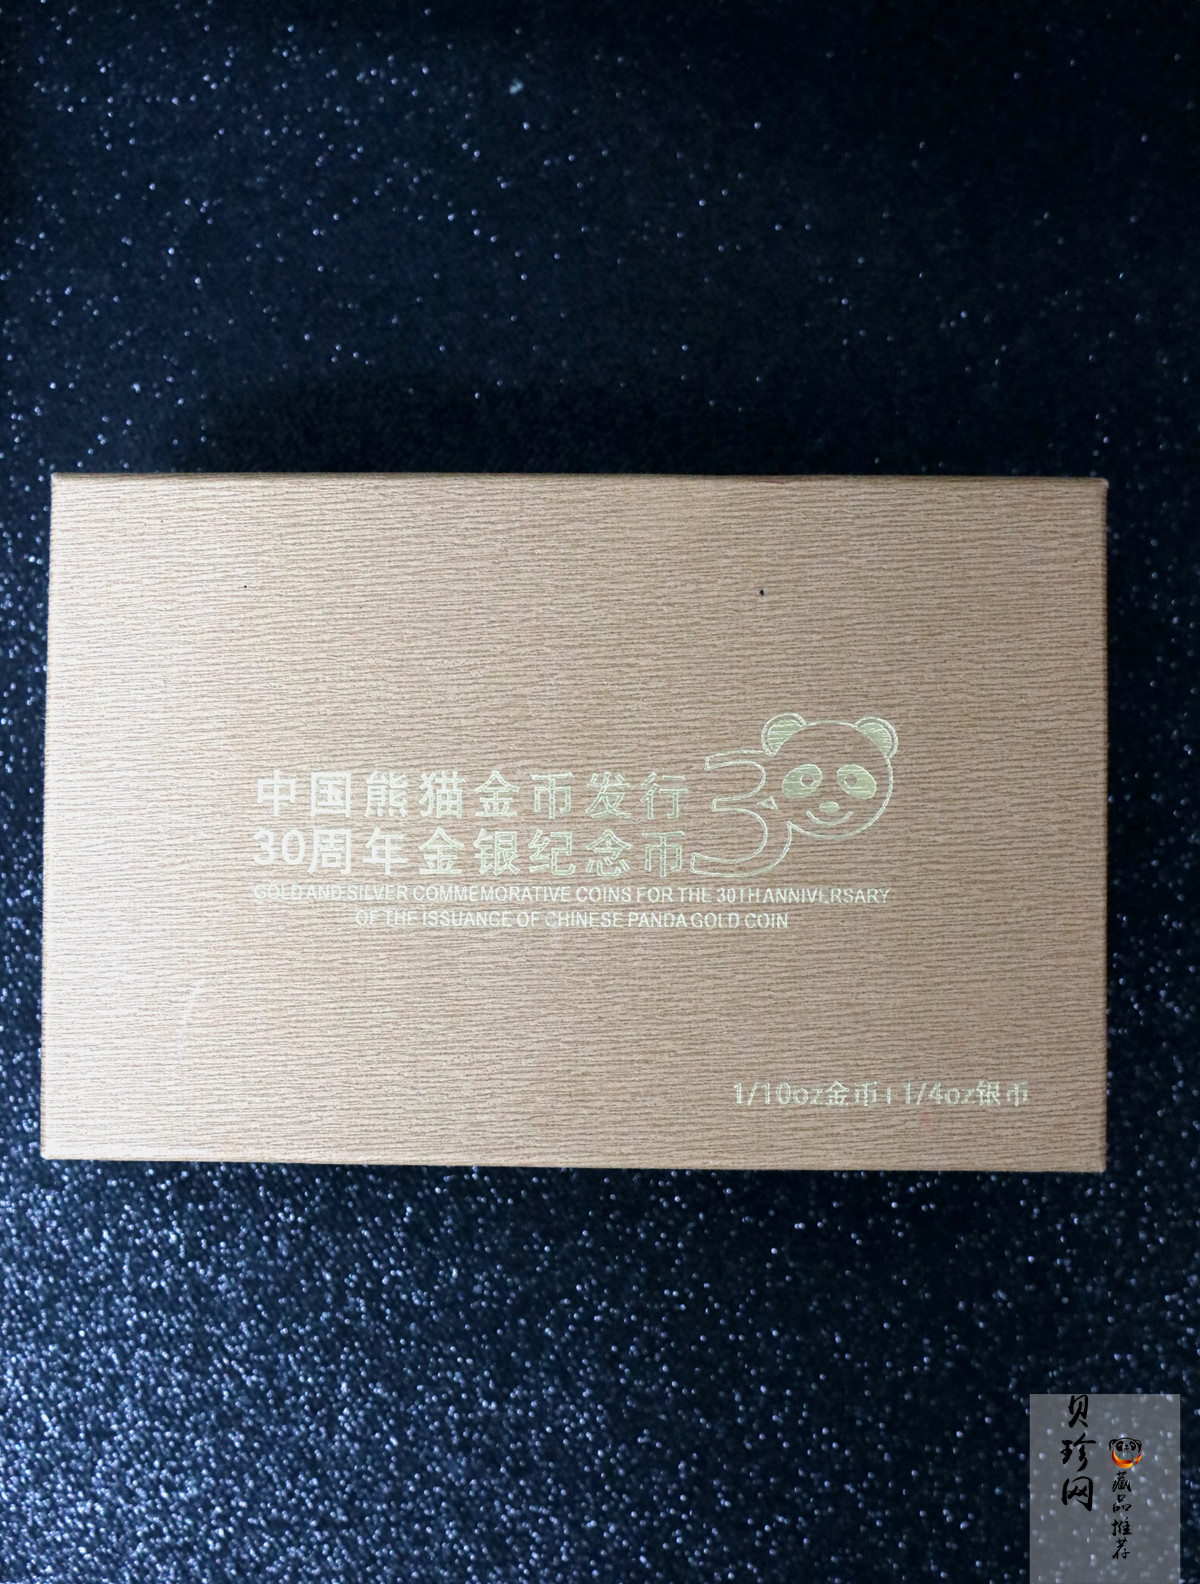 中国熊猫金币发行
30周年金银纪念币
30
GOLD AND SILVER COMMEMORATIVE COINS FOR THE 30TH ANNIVERSARY
OF THE ISSUANCE OF CHINESE PANDA GOLD COIN
1/10oz金币+1/4oz银币
贝珍网
藏品推荐